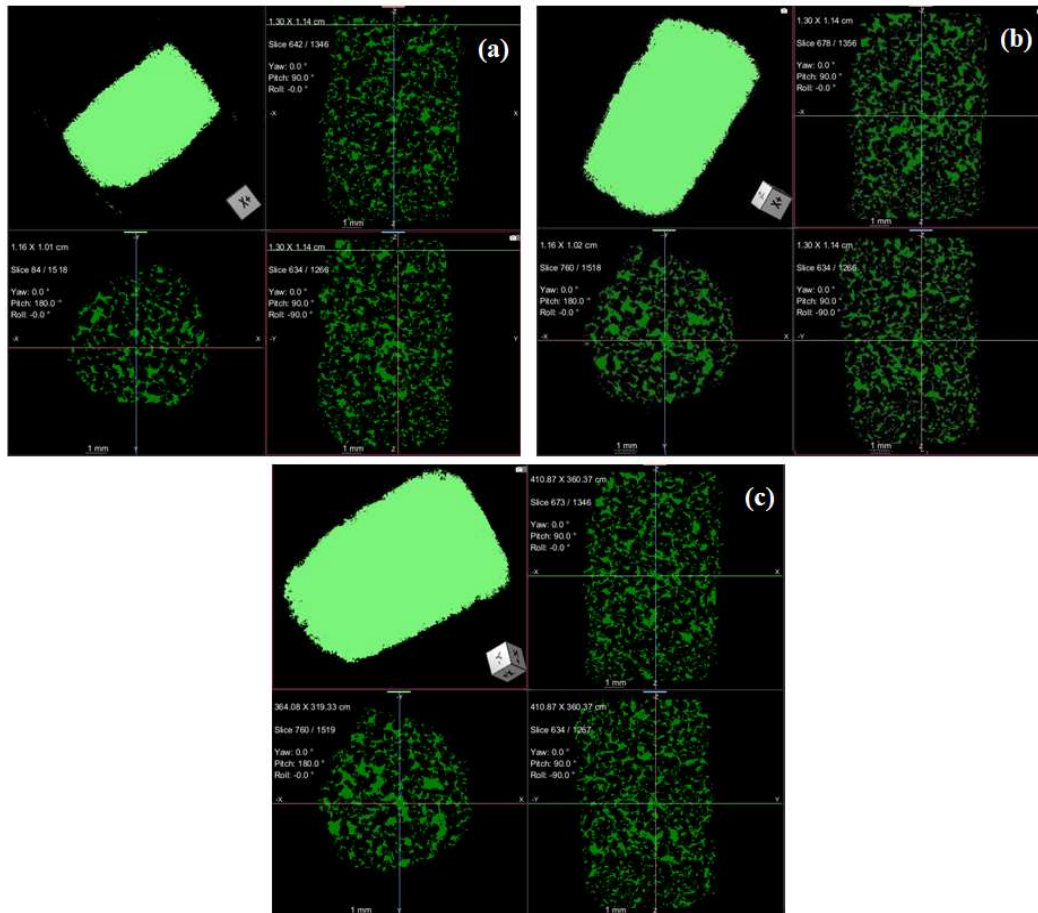 (a)
X+
1.30 X 1.14 cm
Slice 642 / 1346
Yaw: 0.0 °
Pitch: 90.0 °
Roll: -0.0 °
-Z
-X
X
1 mm
Z
1.16 X 1.01 cm
Slice 84 / 1518
Yaw: 0.0 °
Pitch: 180.0 °
Roll: -0.0 °
-Y
-X
X
1 mm
Y
1.30 X 1.14 cm
Slice 634 / 1266
Yaw: 0.0 °
Pitch: 90.0 °
Roll: -90.0 °
-Z
-Y
Y
1 mm
Z
(b)
X+
1.30 X 1.14 cm
Slice 678 / 1356
Yaw: 0.0 °
Pitch: 90.0 °
Roll: -0.0 °
-Z
-X
1 mm
Z
1.16 X 1.02 cm
Slice 760 / 1518
Yaw: 0.0 °
Pitch: 180.0 °
Roll: -0.0 °
-Y
-X
X
1 mm
Y
1.30 X 1.14 cm
Slice 634 / 1266
Yaw: 0.0 °
Pitch: 90.0 °
Roll: -90.0 °
-Z
-Y
1 mm
(c)
Y-
X+
410.87 X 360.37 cm
Slice 673 / 1346
Yaw: 0.0 °
Pitch: 90.0 °
Roll: -0.0 °
-Z
-X
X
1 mm
Z
364.08 X 319.33 cm
Slice 760 / 1519
Yaw: 0.0 °
Pitch: 180.0 °
Roll: -0.0 °
-Y
-X
X
1 mm
Y
410.87 X 360.37 cm
Slice 634 / 1267
Yaw: 0.0 °
Pitch: 90.0 °
Roll: -90.0 °
-Z
-Y
Y
1 mm
Z